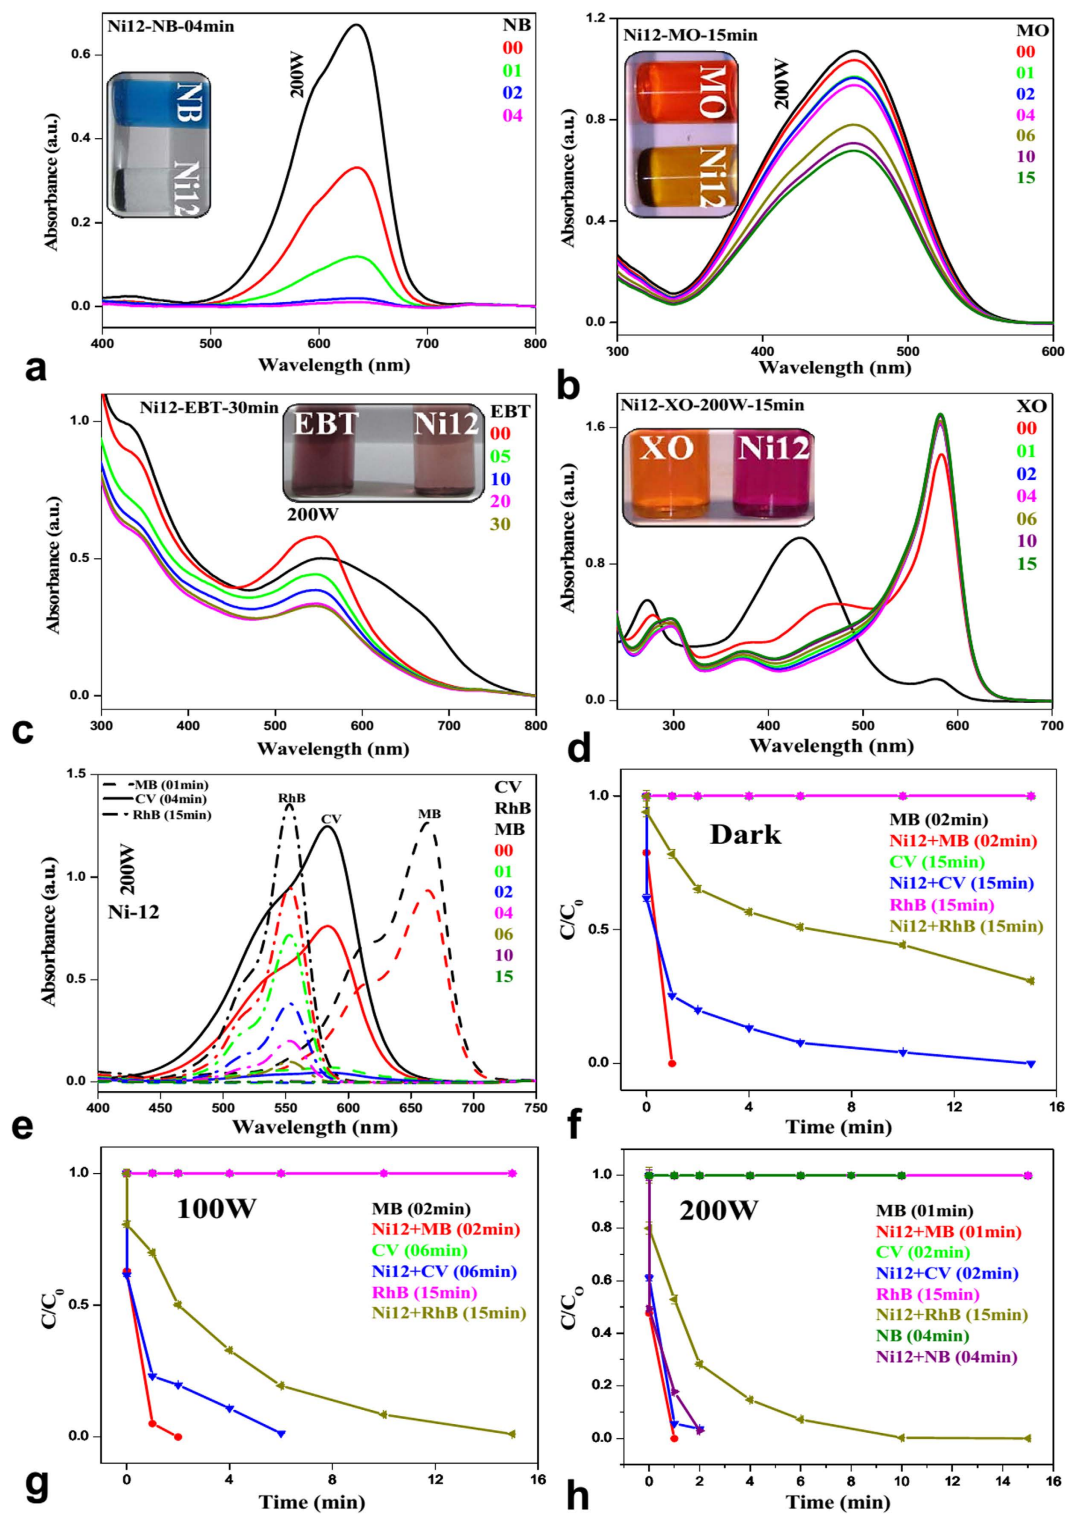 Ni12-NB-04min
NB
00
01
02
04
200W
NB
Ni12
Absorbance (a.u.)
0.6
0.4
0.2
0.0
400
500
600
700
800
Wavelength (nm)
a
Ni12-MO-15min
MO
00
01
02
04
06
10
15
200W
MO
Ni12
Absorbance (a.u.)
1.2
0.8
0.4
0.0
300
400
500
600
Wavelength (nm)
b
Ni12-EBT-30min
EBT
00
05
10
20
30
EBT
Ni12
200W
Absorbance (a.u.)
1.0
0.5
0.0
300
400
500
600
700
800
Wavelength (nm)
c
Ni12-XO-200W-15min
XO
00
01
02
04
06
10
15
XO
Ni12
Absorbance (a.u.)
1.6
0.8
0.0
300
400
500
600
700
Wavelength (nm)
d
MB (01min)
CV (04min)
RhB (15min)
RhB
CV
MB
CV
RhB
MB
00
01
02
04
06
10
15
200W
Ni-12
Absorbance (a.u.)
1.5
1.0
0.5
0.0
400
450
500
550
600
650
700
750
Wavelength (nm)
e
Dark
MB (02min)
Ni12+MB (02min)
CV (15min)
Ni12+CV (15min)
RhB (15min)
Ni12+RhB (15min)
C/C0
1.0
0.5
0.0
0
4
8
12
16
Time (min)
f
100W
MB (02min)
Ni12+MB (02min)
CV (06min)
Ni12+CV (06min)
RhB (15min)
Ni12+RhB (15min)
C/C0
1.0
0.5
0.0
0
4
8
12
16
Time (min)
g
200W
MB (01min)
Ni12+MB (01min)
CV (02min)
Ni12+CV (02min)
RhB (15min)
Ni12+RhB (15min)
NB (04min)
Ni12+NB (04min)
C/CO
1.0
0.8
0.6
0.4
0.2
0.0
0
2
4
6
8
10
12
14
16
Time (min)
h